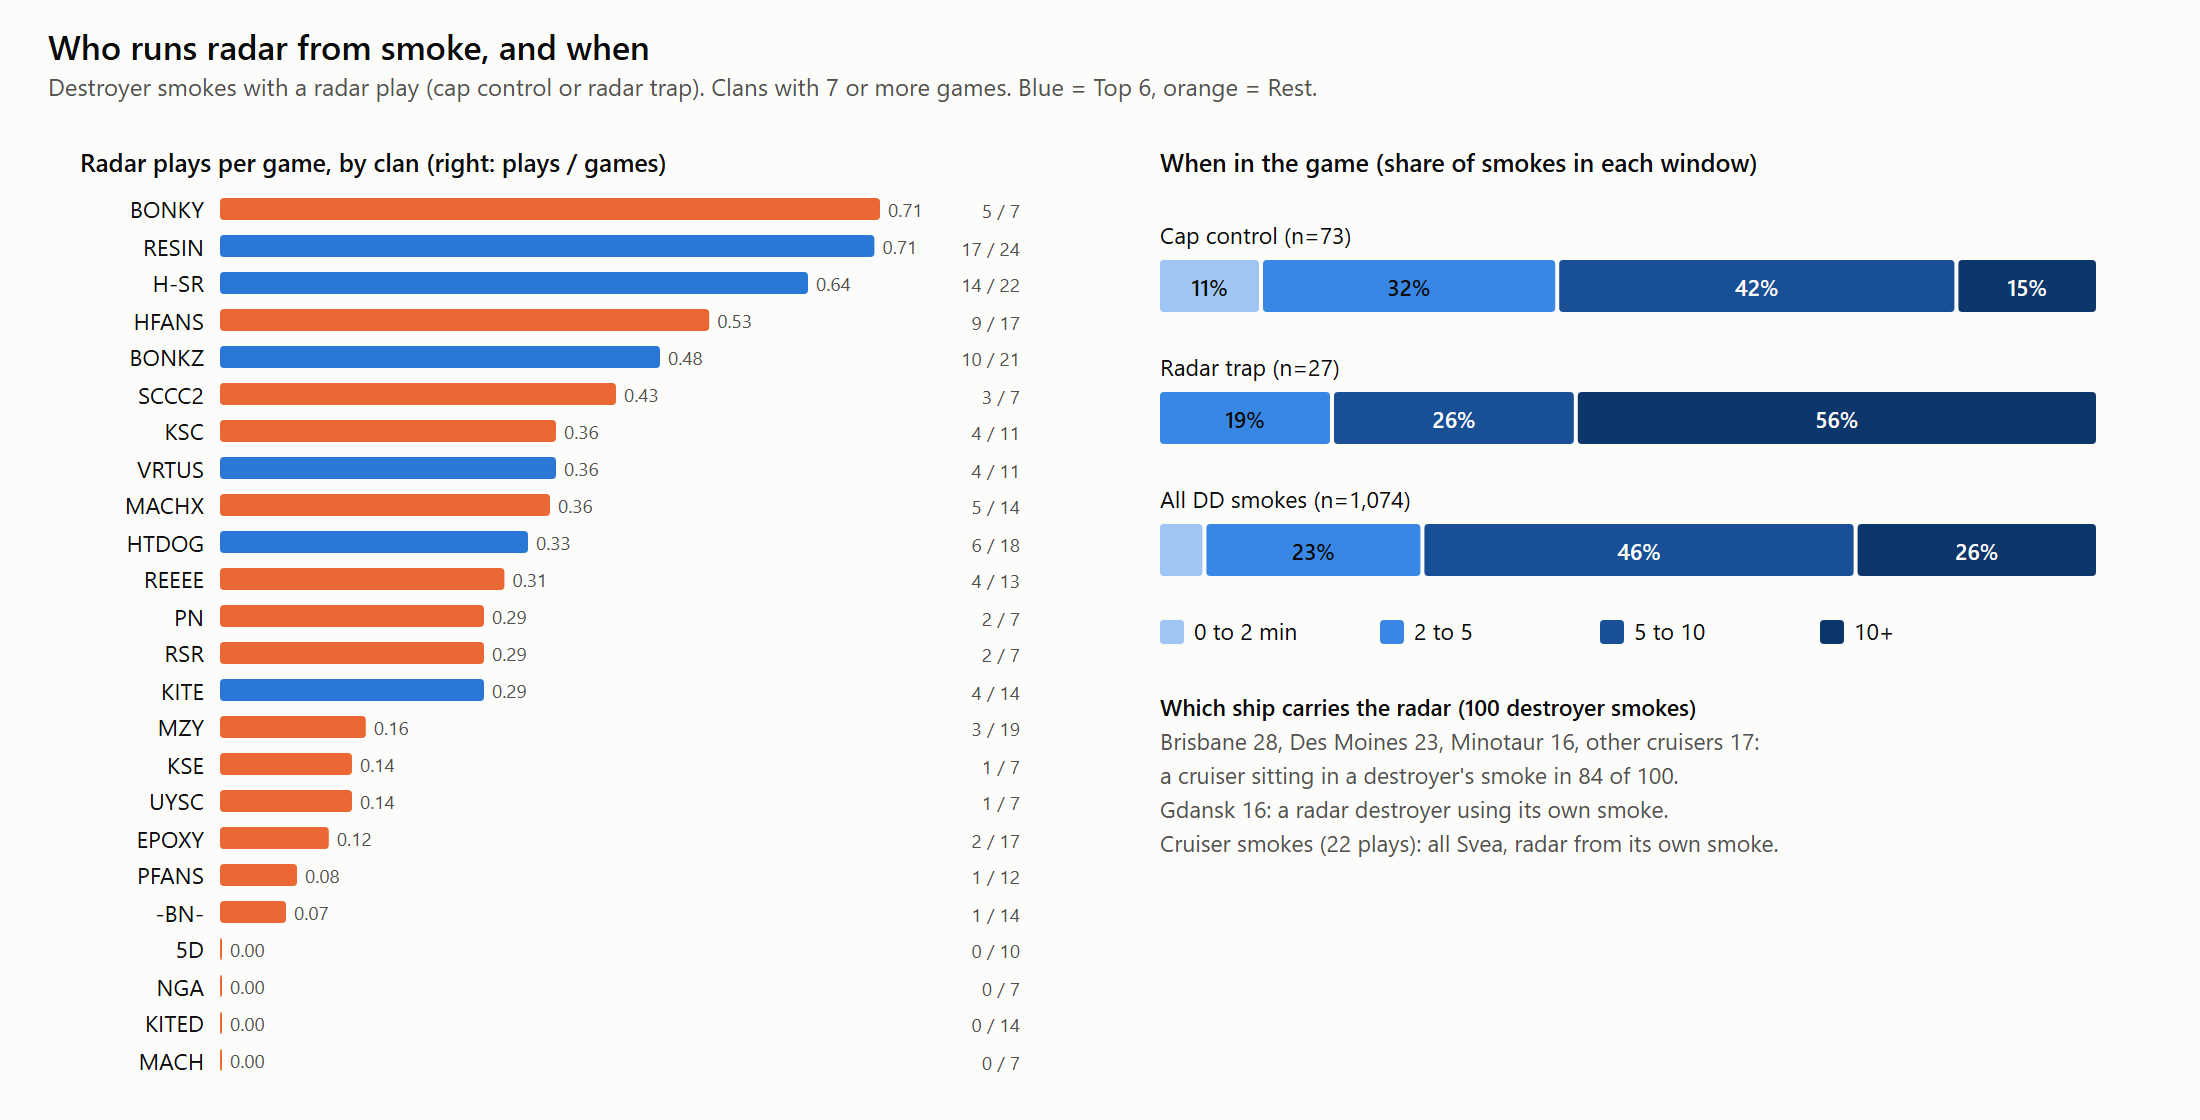 Who runs radar from smoke, and when
Destroyer smokes with a radar play (cap control or radar trap). Clans with 7 or more games. Blue = Top 6, orange = Rest.
Radar plays per game, by clan (right: plays / games)
BONKY 0.71 5 / 7
RESIN 0.71 17 / 24
H-SR 0.64 14 / 22
HFANS 0.53 9 / 17
BONKZ 0.48 10 / 21
SCCC2 0.43 3 / 7
KSC 0.36 4 / 11
VRTUS 0.36 4 / 11
MACHX 0.36 5 / 14
HTDOG 0.33 6 / 18
REEEE 0.31 4 / 13
PN 0.29 2 / 7
RSR 0.29 2 / 7
KITE 0.29 4 / 14
MZY 0.16 3 / 19
KSE 0.14 1 / 7
UYSC 0.14 1 / 7
EPOXY 0.12 2 / 17
PFANS 0.08 1 / 12
-BN- 0.07 1 / 14
5D 0.00 0 / 10
NGA 0.00 0 / 7
KITED 0.00 0 / 14
MACH 0.00 0 / 7
When in the game (share of smokes in each window)
Cap control (n=73)
11% 32% 42% 15%
Radar trap (n=27)
19% 26% 56%
All DD smokes (n=1,074)
23% 46% 26%
0 to 2 min 2 to 5 5 to 10 10+
Which ship carries the radar (100 destroyer smokes)
Brisbane 28, Des Moines 23, Minotaur 16, other cruisers 17:
a cruiser sitting in a destroyer's smoke in 84 of 100.
Gdansk 16: a radar destroyer using its own smoke.
Cruiser smokes (22 plays): all Svea, radar from its own smoke.